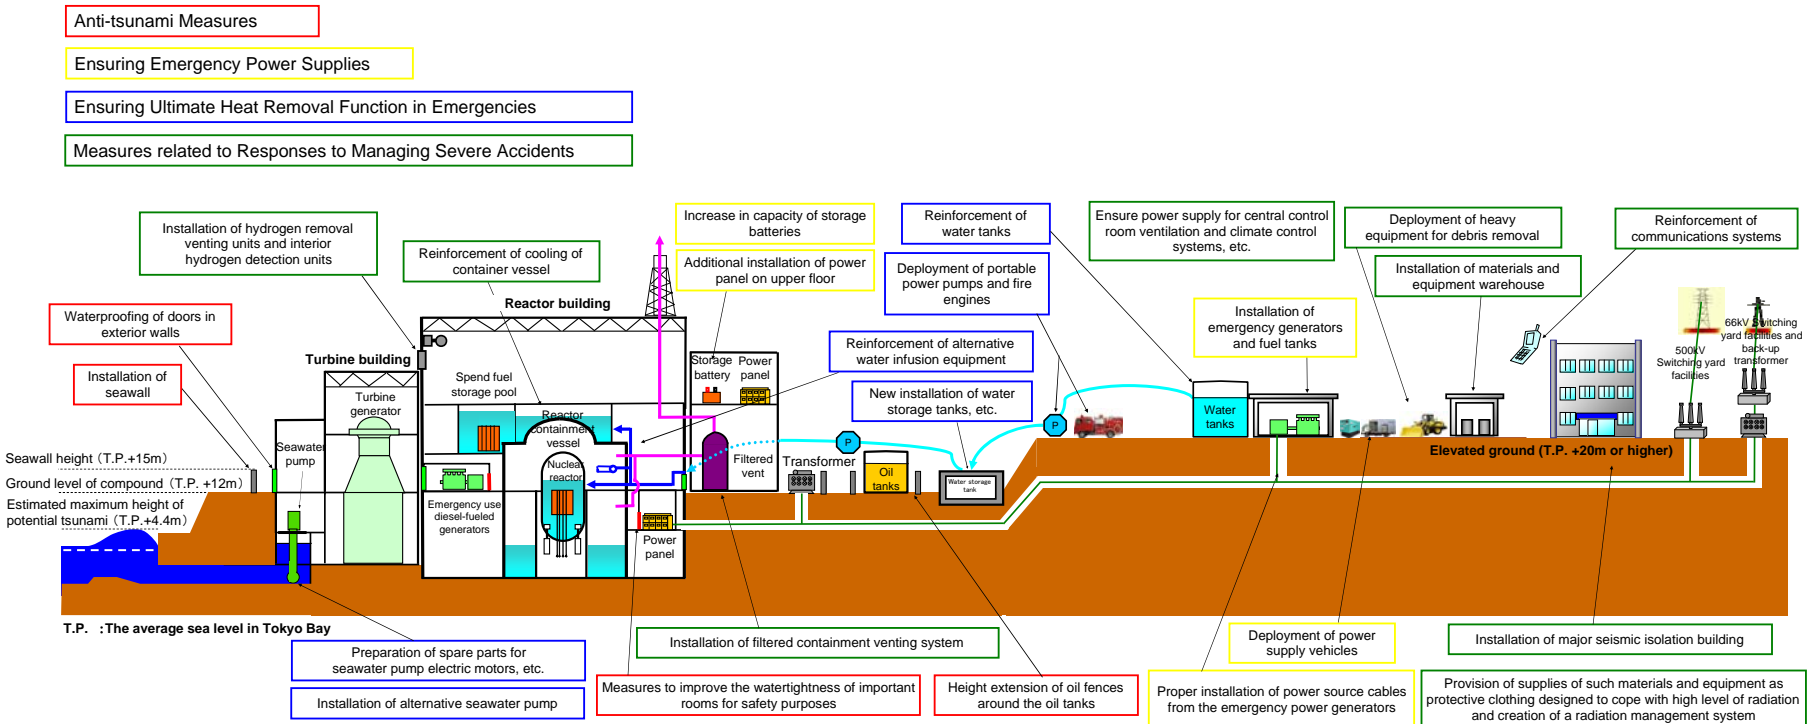 Anti-tsunami Measures
Ensuring Emergency Power Supplies
Ensuring Ultimate Heat Removal Function in Emergencies
Measures related to Responses to Managing Severe Accidents
Installation of hydrogen removal
venting units and interior
hydrogen detection units
Reinforcement of cooling of
container vessel
Increase in capacity of storage
batteries
Additional installation of power
panel on upper floor
Reinforcement of
water tanks
Deployment of portable
power pumps and fire
engines
Ensure power supply for central control
room ventilation and climate control
systems, etc.
Deployment of heavy
equipment for debris removal
Installation of materials and
equipment warehouse
Reinforcement of
communications systems
Waterproofing of doors in
exterior walls
Installation of
seawall
Reactor building
Turbine building
Installation of
emergency generators
and fuel tanks
Reinforcement of alternative
water infusion equipment
New installation of water
storage tanks, etc.
Storage
battery
Power
panel
Spend fuel
storage pool
Turbine
generator
Reactor
containment
vessel
Nuclear
reactor
Seawater
pump
Filtered
vent
Transformer
Oil
tanks
Water storage
tank
P
P
Water
tanks
500kV
Switching yard
facilities
66kV Switching
yard facilities and
back-up
transformer
Elevated ground (T.P. +20m or higher)
Seawall height (T.P.+15m)
Ground level of compound (T.P. +12m)
Estimated maximum height of
potential tsunami (T.P.+4.4m)
Emergency use
diesel-fueled
generators
Power
panel
T.P. :The average sea level in Tokyo Bay
Preparation of spare parts for
seawater pump electric motors, etc.
Installation of alternative seawater pump
Installation of filtered containment venting system
Measures to improve the watertightness of important
rooms for safety purposes
Height extension of oil fences
around the oil tanks
Deployment of power
supply vehicles
Proper installation of power source cables
from the emergency power generators
Installation of major seismic isolation building
Provision of supplies of such materials and equipment as
protective clothing designed to cope with high level of radiation
and creation of a radiation management system